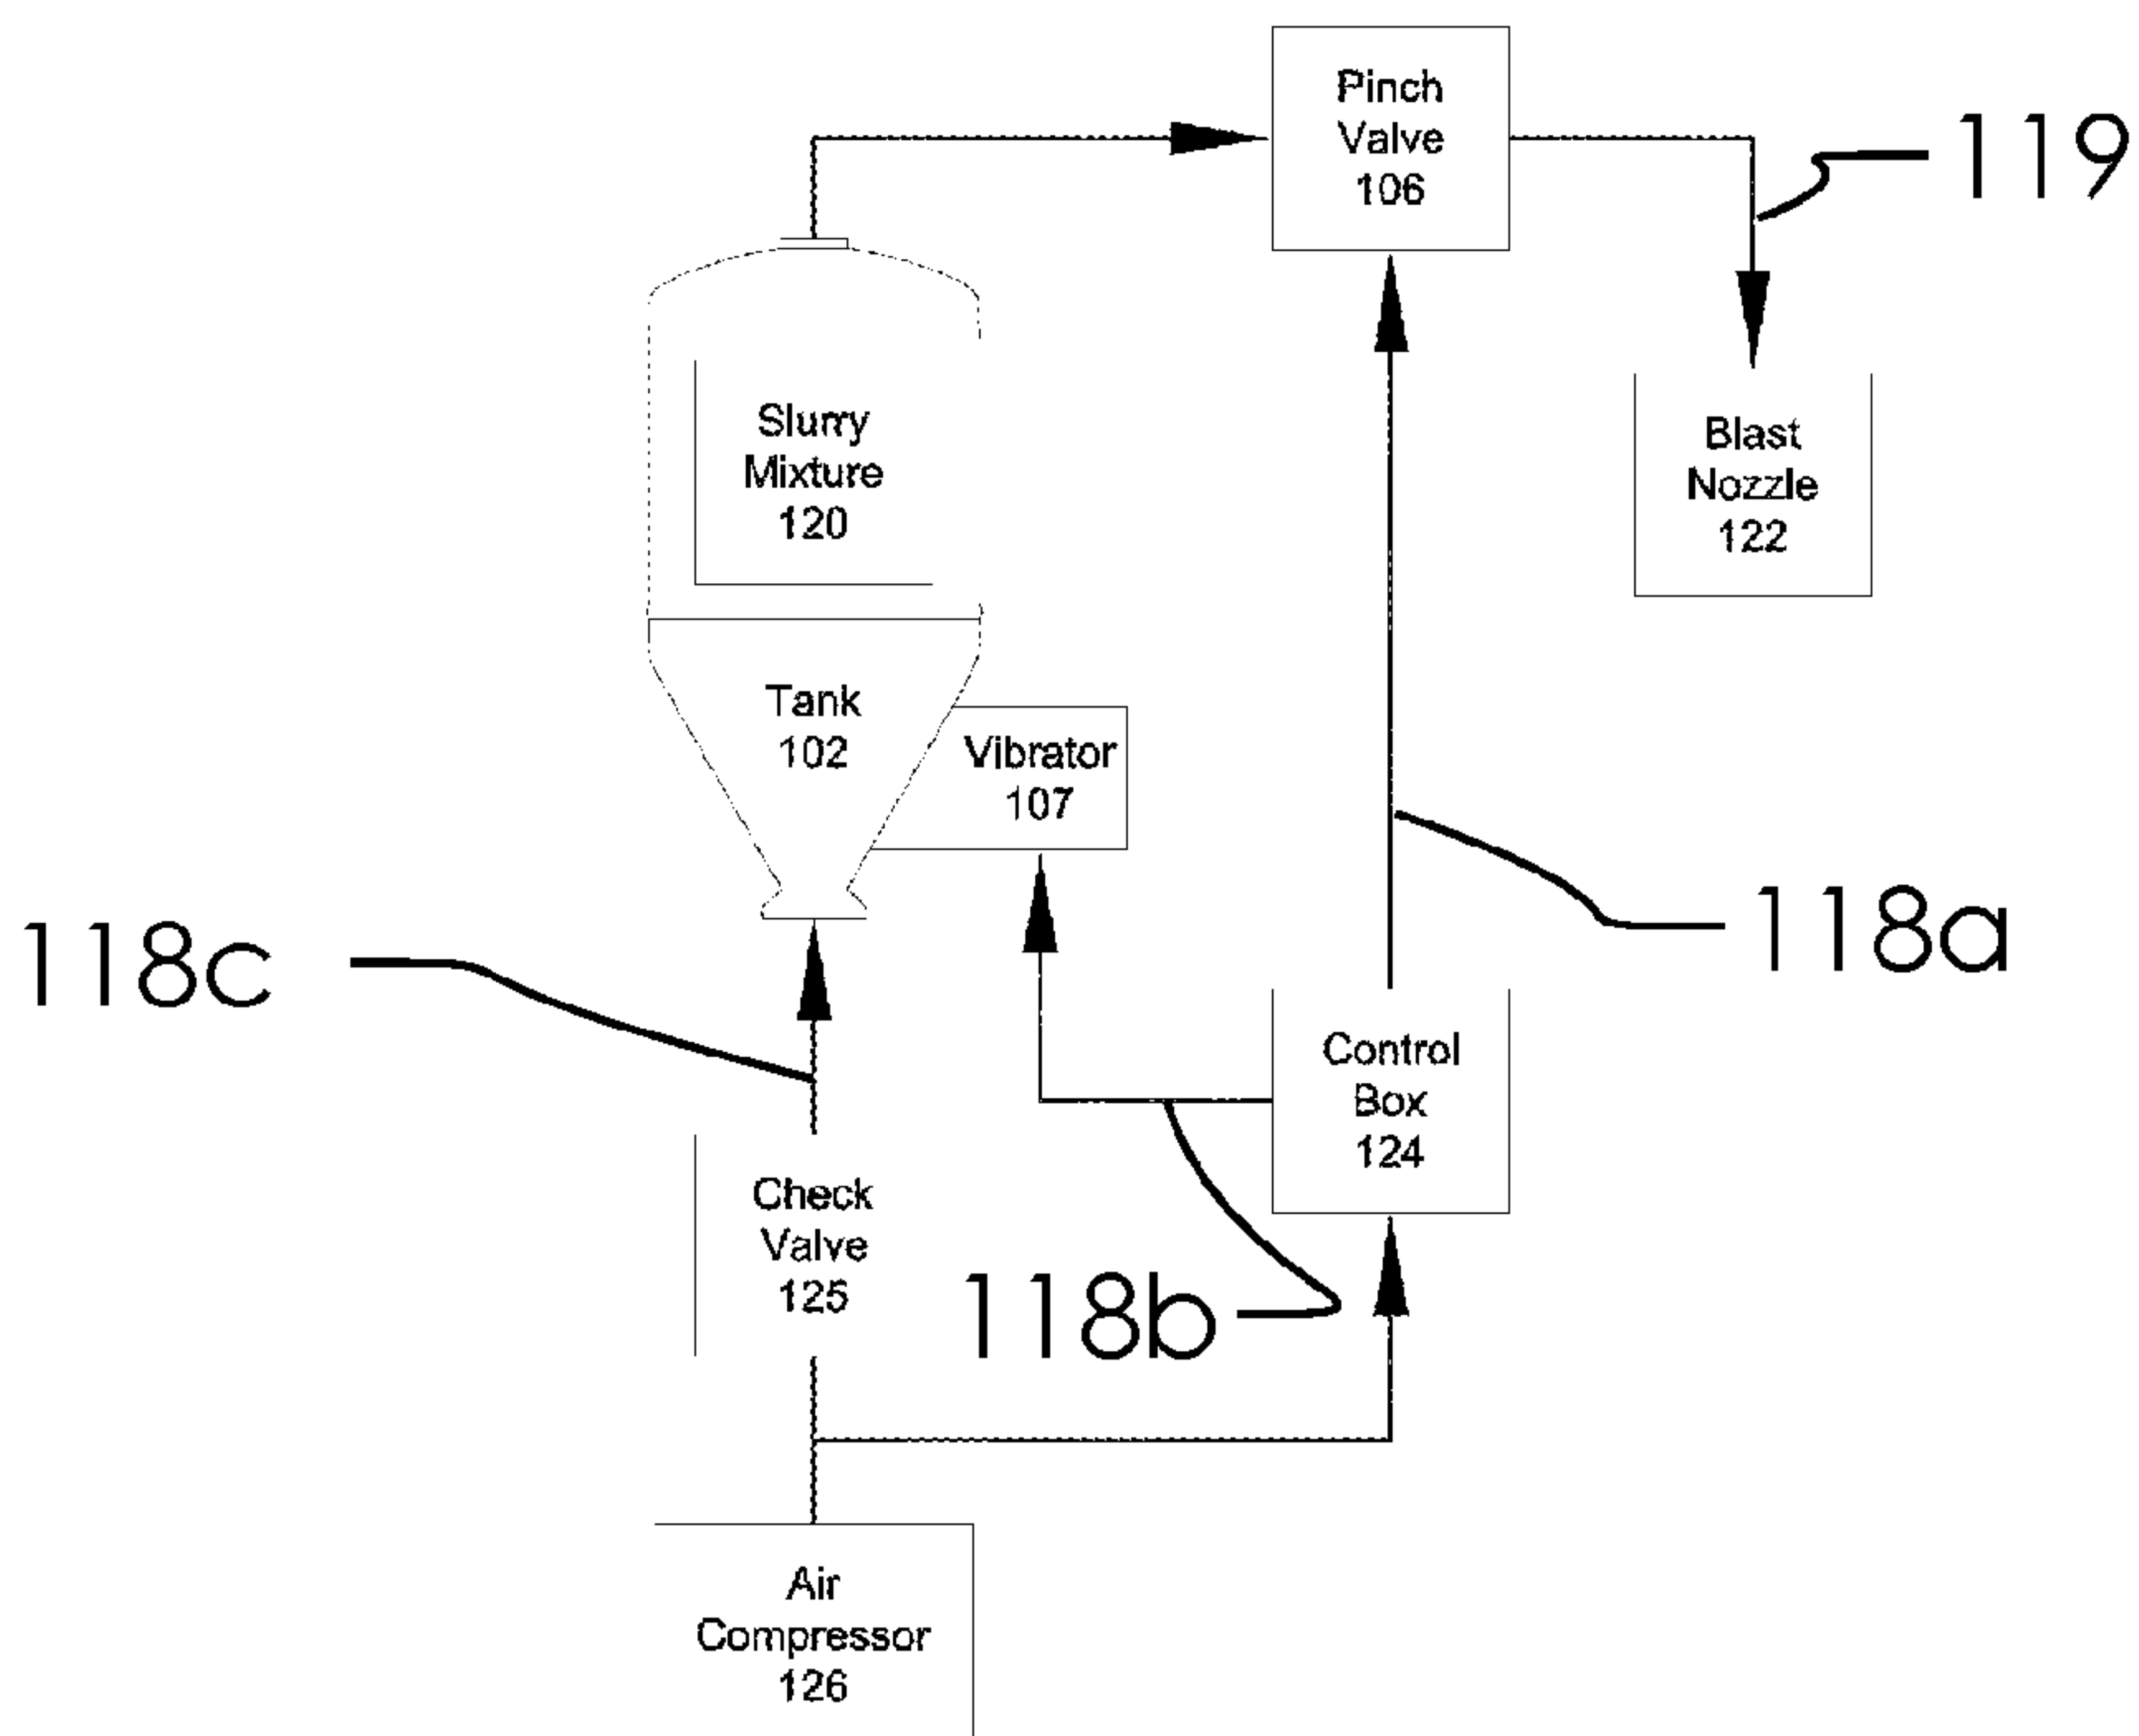 Pinch
Valve
106
119
Slurry
Mixture
120
Blast
Nozzle
122
Tank
102
Vibrator
107
118c
118a
Control
Box
124
Check
Valve
125
118b
Air
Compressor
126